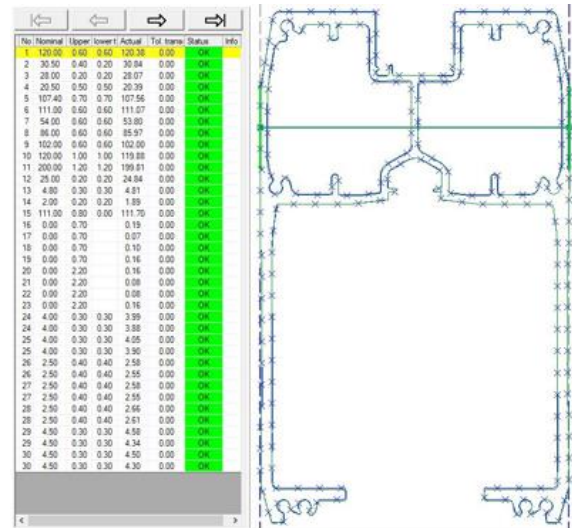 No Nominal Upper lower t Actual Tol. trans Status Info
1 120.00 0.60 0.60 120.38 0.00 OK
2 30.50 0.40 0.20 30.84 0.00 OK
3 28.00 0.20 0.20 28.07 0.00 OK
4 20.50 0.50 0.50 20.39 0.00 OK
5 107.40 0.70 0.70 107.56 0.00 OK
6 111.00 0.60 0.60 111.07 0.00 OK
7 54.00 0.60 0.60 53.80 0.00 OK
8 86.00 0.60 0.60 85.97 0.00 OK
9 102.00 0.60 0.60 102.00 0.00 OK
10 120.00 1.00 1.00 119.88 0.00 OK
11 200.00 1.20 1.20 199.81 0.00 OK
12 25.00 0.20 0.20 24.84 0.00 OK
13 4.80 0.30 0.30 4.81 0.00 OK
14 2.00 0.20 0.20 1.89 0.00 OK
15 111.00 0.80 0.00 111.70 0.00 OK
16 0.00 0.70 0.19 0.00 OK
17 0.00 0.70 0.07 0.00 OK
18 0.00 0.70 0.10 0.00 OK
19 0.00 0.70 0.16 0.00 OK
20 0.00 2.20 0.16 0.00 OK
21 0.00 2.20 0.08 0.00 OK
22 0.00 2.20 0.08 0.00 OK
23 0.00 2.20 0.16 0.00 OK
24 4.00 0.30 0.30 3.99 0.00 OK
24 4.00 0.30 0.30 3.88 0.00 OK
25 4.00 0.30 0.30 4.05 0.00 OK
25 4.00 0.30 0.30 3.90 0.00 OK
26 2.50 0.40 0.40 2.58 0.00 OK
26 2.50 0.40 0.40 2.55 0.00 OK
27 2.50 0.40 0.40 2.58 0.00 OK
27 2.50 0.40 0.40 2.55 0.00 OK
28 2.50 0.40 0.40 2.66 0.00 OK
28 2.50 0.40 0.40 2.61 0.00 OK
29 4.50 0.30 0.30 4.58 0.00 OK
29 4.50 0.30 0.30 4.34 0.00 OK
30 4.50 0.30 0.30 4.50 0.00 OK
30 4.50 0.30 0.30 4.30 0.00 OK